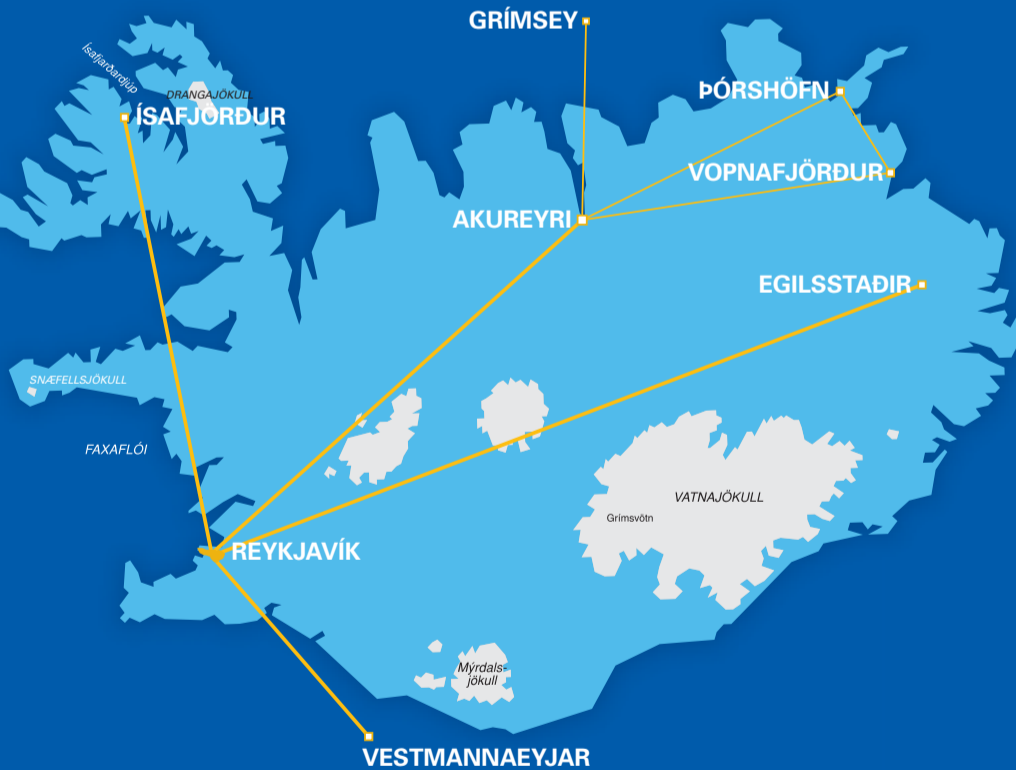 GRÍMSEY
Ísafjarðardjúp
DRANGAJÖKULL
ÞÓRSHÖFN
ÍSAFJÖRÐUR
VOPNAFJÖRÐUR
AKUREYRI
EGILSSTAÐIR
SNÆFELLSJÖKULL
FAXAFLÓI
VATNAJÖKULL
Grímsvötn
REYKJAVÍK
Mýrdals-
jökull
VESTMANNAEYJAR